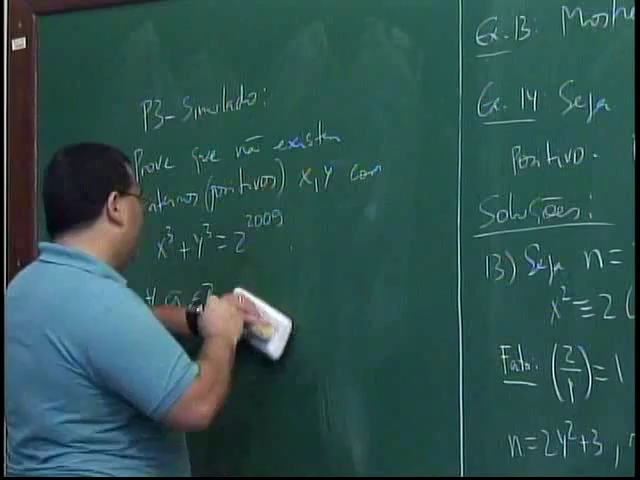 P3-Simulado:
Prove que não existem
inteiros (positivos) x, y com
x³ + y³ = 2²⁰⁰⁹.
Ex. 13: Mostre
Ex. 14: Seja
Positivo.
Soluções:
13) Seja n =
x² ≡ 2 (
Fato: (2/p) = 1
n = 2y² + 3,